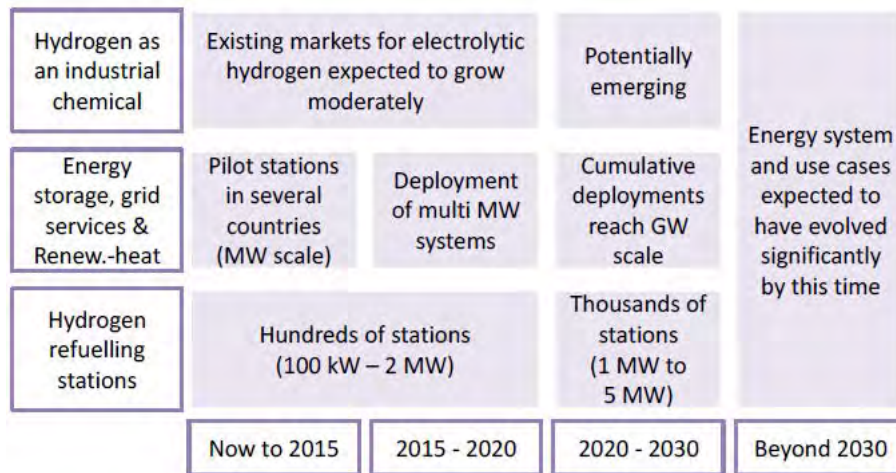 Hydrogen as
an industrial
chemical
Existing markets for electrolytic
hydrogen expected to grow
moderately
Potentially
emerging
Energy system
and use cases
expected to
have evolved
significantly
by this time
Energy
storage, grid
services &
Renew.-heat
Pilot stations
in several
countries
(MW scale)
Deployment
of multi MW
systems
Cumulative
deployments
reach GW
scale
Hydrogen
refuelling
stations
Hundreds of stations
(100 kW – 2 MW)
Thousands of
stations
(1 MW to
5 MW)
Now to 2015
2015 - 2020
2020 - 2030
Beyond 2030